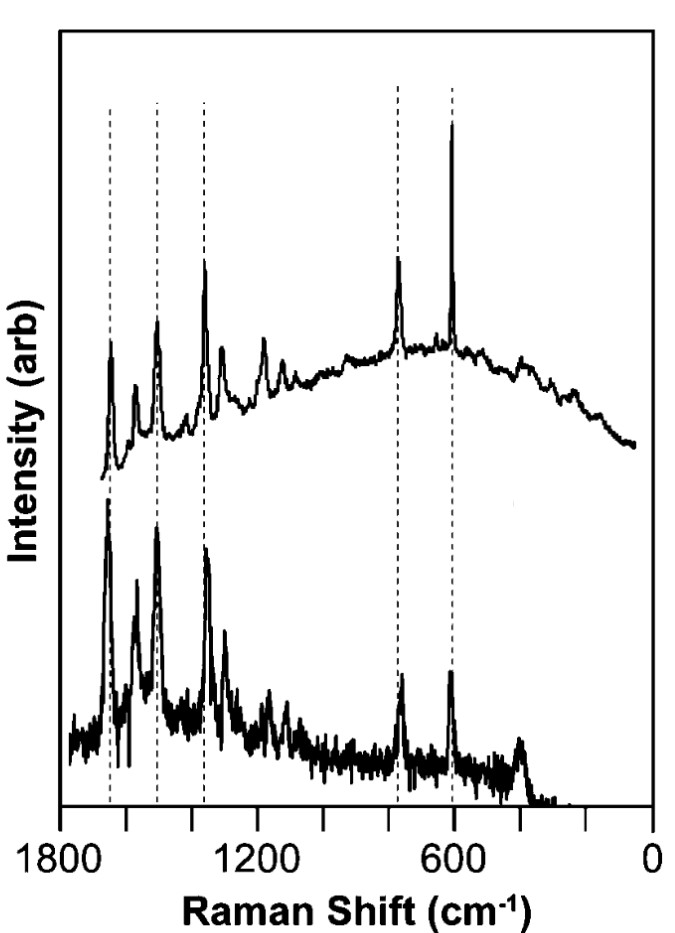 Intensity (arb)
1800 1200 600 0
Raman Shift (cm⁻¹)